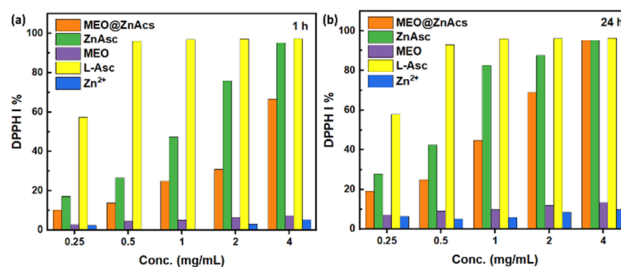 (a)
1 h
MEO@ZnAcs
ZnAsc
MEO
L-Asc
Zn²⁺
DPPH I %
100
80
60
40
20
0
0.25 0.5 1 2 4
Conc. (mg/mL)
(b)
24 h
MEO@ZnAcs
ZnAsc
MEO
L-Asc
Zn²⁺
DPPH I %
100
80
60
40
20
0
0.25 0.5 1 2 4
Conc. (mg/mL)